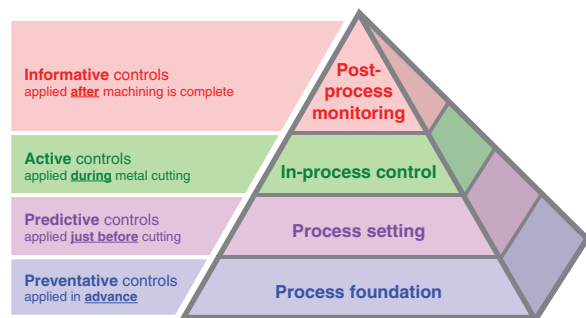 Informative controls
applied after machining is complete
Post-
process
monitoring
Active controls
applied during metal cutting
In-process control
Predictive controls
applied just before cutting
Process setting
Preventative controls
applied in advance
Process foundation